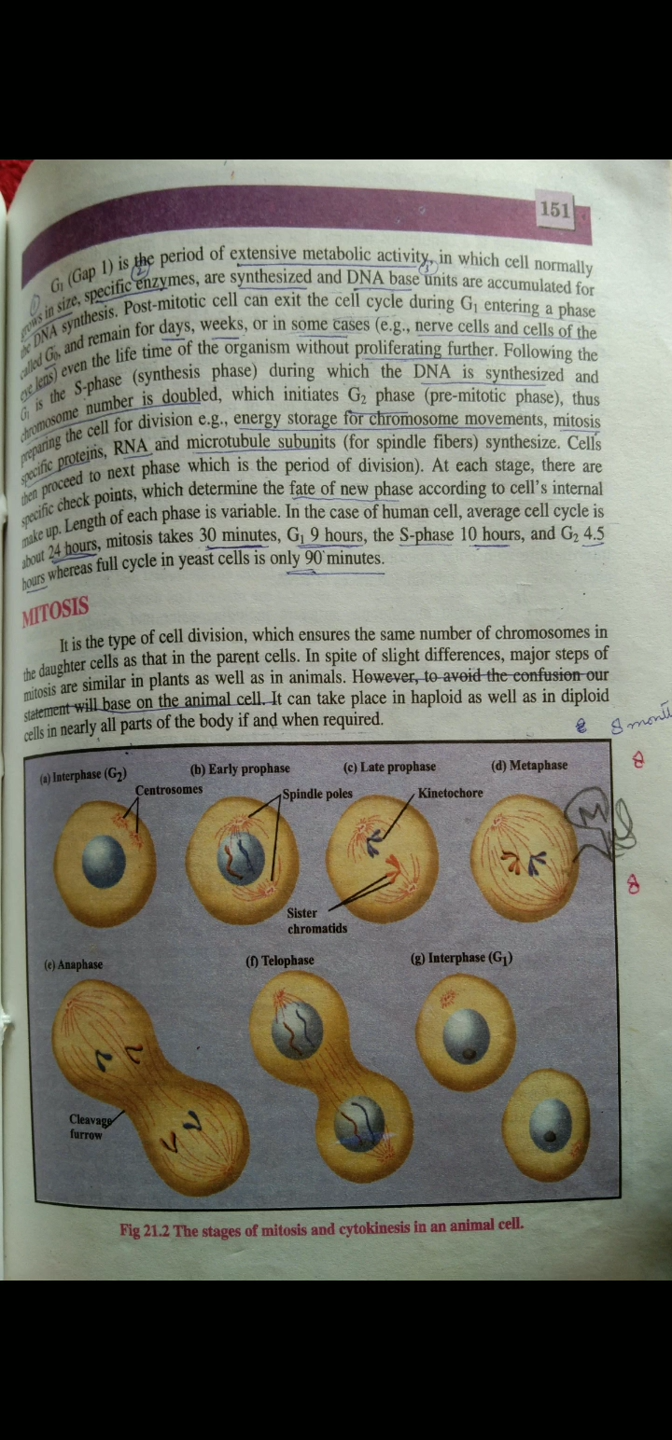 151
G₁ (Gap 1) is the period of extensive metabolic activity, in which cell normally
grows in size, specific enzymes, are synthesized and DNA base units are accumulated for
the DNA synthesis. Post-mitotic cell can exit the cell cycle during G₁ entering a phase
called G₀, and remain for days, weeks, or in some cases (e.g., nerve cells and cells of the
eye lens) even the life time of the organism without proliferating further. Following the
G₁ is the S-phase (synthesis phase) during which the DNA is synthesized and
chromosome number is doubled, which initiates G₂ phase (pre-mitotic phase), thus
preparing the cell for division e.g., energy storage for chromosome movements, mitosis
specific proteins, RNA and microtubule subunits (for spindle fibers) synthesize. Cells
then proceed to next phase which is the period of division). At each stage, there are
specific check points, which determine the fate of new phase according to cell's internal
make up. Length of each phase is variable. In the case of human cell, average cell cycle is
about 24 hours, mitosis takes 30 minutes, G₁ 9 hours, the S-phase 10 hours, and G₂ 4.5
hours whereas full cycle in yeast cells is only 90 minutes.
MITOSIS
It is the type of cell division, which ensures the same number of chromosomes in
the daughter cells as that in the parent cells. In spite of slight differences, major steps of
mitosis are similar in plants as well as in animals. However, to avoid the confusion our
statement will base on the animal cell. It can take place in haploid as well as in diploid
cells in nearly all parts of the body if and when required.
8 8 mont
8
(a) Interphase (G₂) (b) Early prophase (c) Late prophase (d) Metaphase
Centrosomes Spindle poles Kinetochore
8
Sister
chromatids
(e) Anaphase (f) Telophase (g) Interphase (G₁)
Cleavage
furrow
Fig 21.2 The stages of mitosis and cytokinesis in an animal cell.